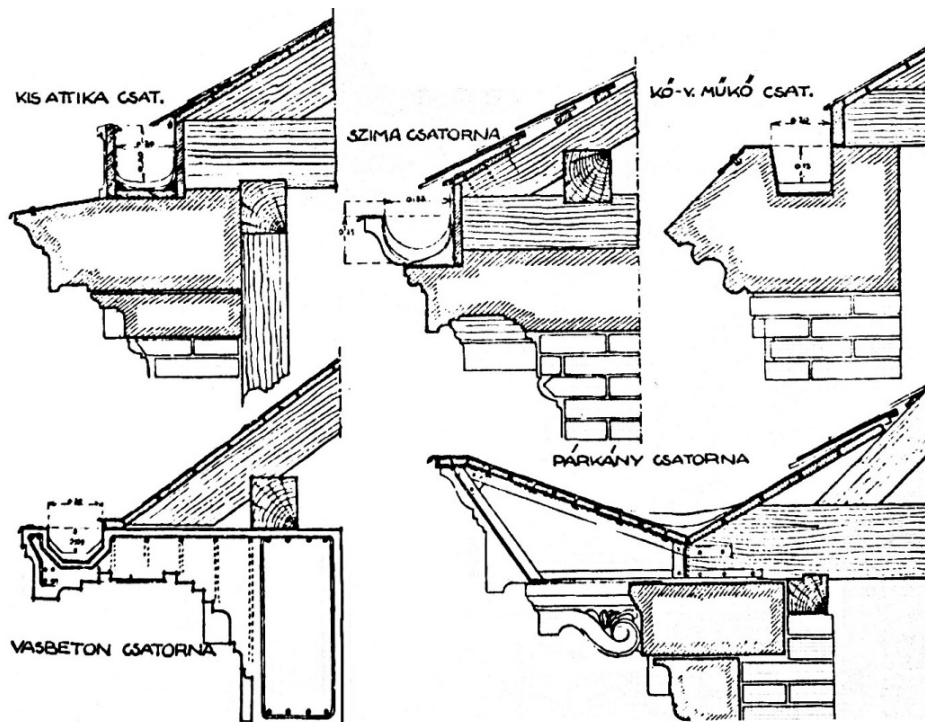 KIS ATTIKA CSAT.
SZIMA CSATORNA
KŐ-V. MŰKŐ CSAT.
PÁRKÁNY CSATORNA
VASBETON CSATORNA